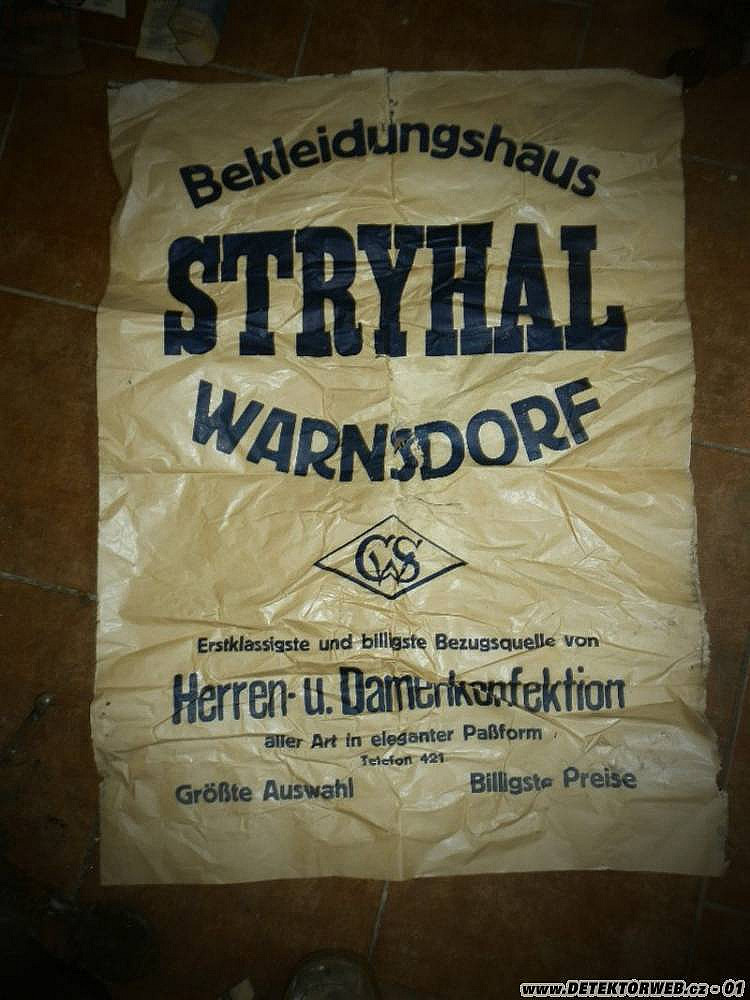 Bekleidungshaus
STRYHAL
WARNSDORF
CWS
Erstklassigste und billigste Bezugsquelle von
Herren- u. Damenkonfektion
aller Art in eleganter Paßform
Telefon 421
Größte Auswahl
Billigste Preise
www.DETEKTORWEB.cz - 01